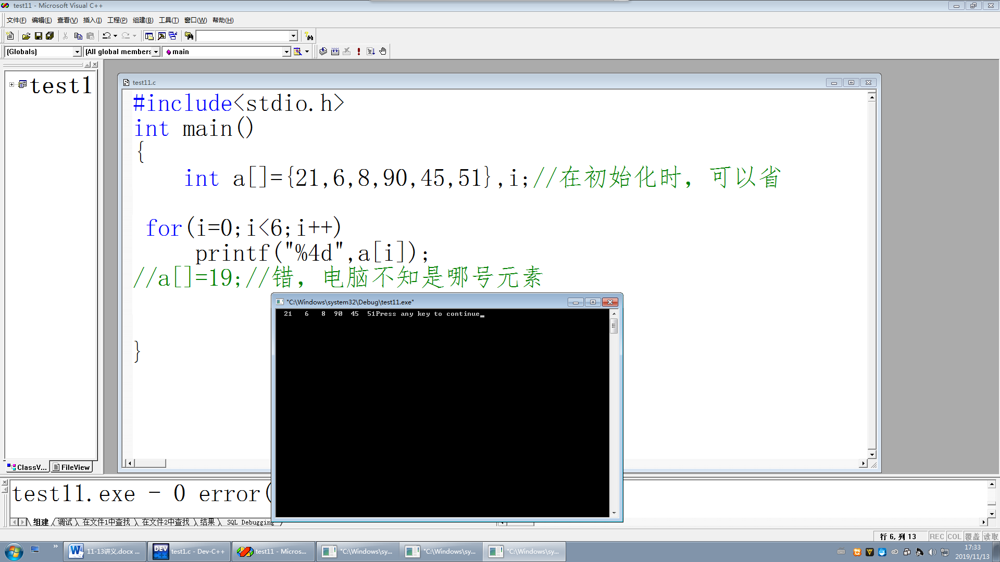 test11 - Microsoft Visual C++
文件(F) 编辑(E) 查看(V) 插入(I) 工程(P) 组建(B) 工具(T) 窗口(W) 帮助(H)
(Globals) (All global members main
test1
test11.c
#include<stdio.h>
int main()
{
int a[]={21,6,8,90,45,51},i;//在初始化时，可以省
for(i=0;i<6;i++)
printf("%4d",a[i]);
//a[]=19;//错，电脑不知是哪号元素
}
"C:\Windows\system32\Debug\test11.exe"
21 6 8 90 45 51Press any key to continue_
ClassV... FileView
test11.exe - 0 error(
组建 调试 在文件1中查找 在文件2中查找 结果 SQL Debugging
行 6, 列 13 REC COL 覆盖 读取
11-13讲义.docx ... test1.c - Dev-C++ test11 - Micros... "C:\Windows\sy... "C:\Windows\sy... "C:\Windows\sy...
17:33
2019/11/13